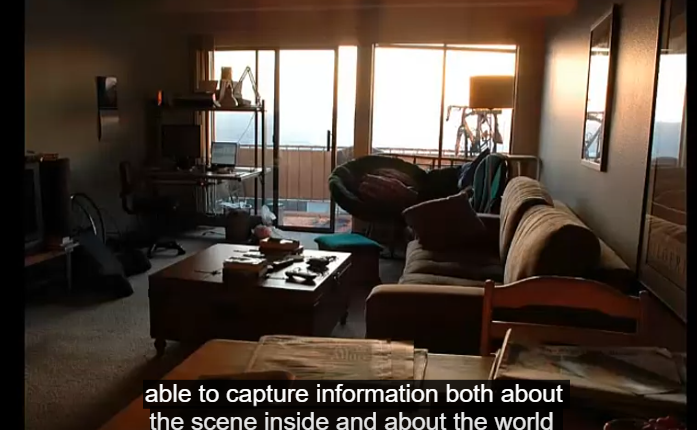 able to capture information both about
the scene inside and about the world